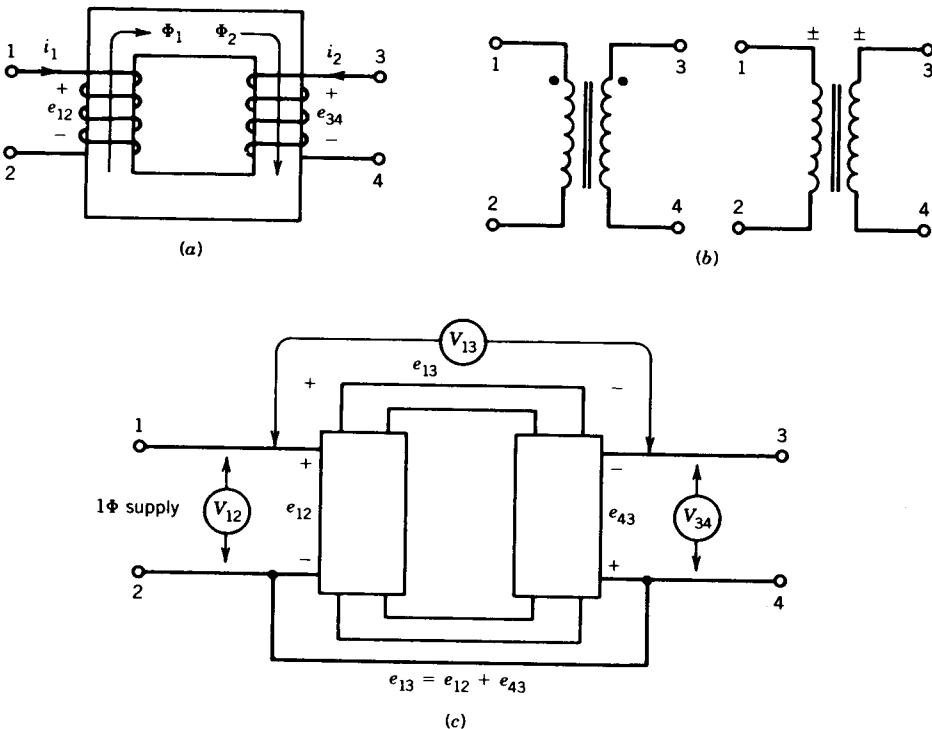 Φ1 Φ2
1 i1 i2 3
+ +
e12 e34
− −
2 4
(a)
± ±
1 3 1 3
2 4 2 4
(b)
V13
e13
+ −
1 3
+ −
1Φ supply V12 e12 e43 V34
− +
2 4
e13 = e12 + e43
(c)